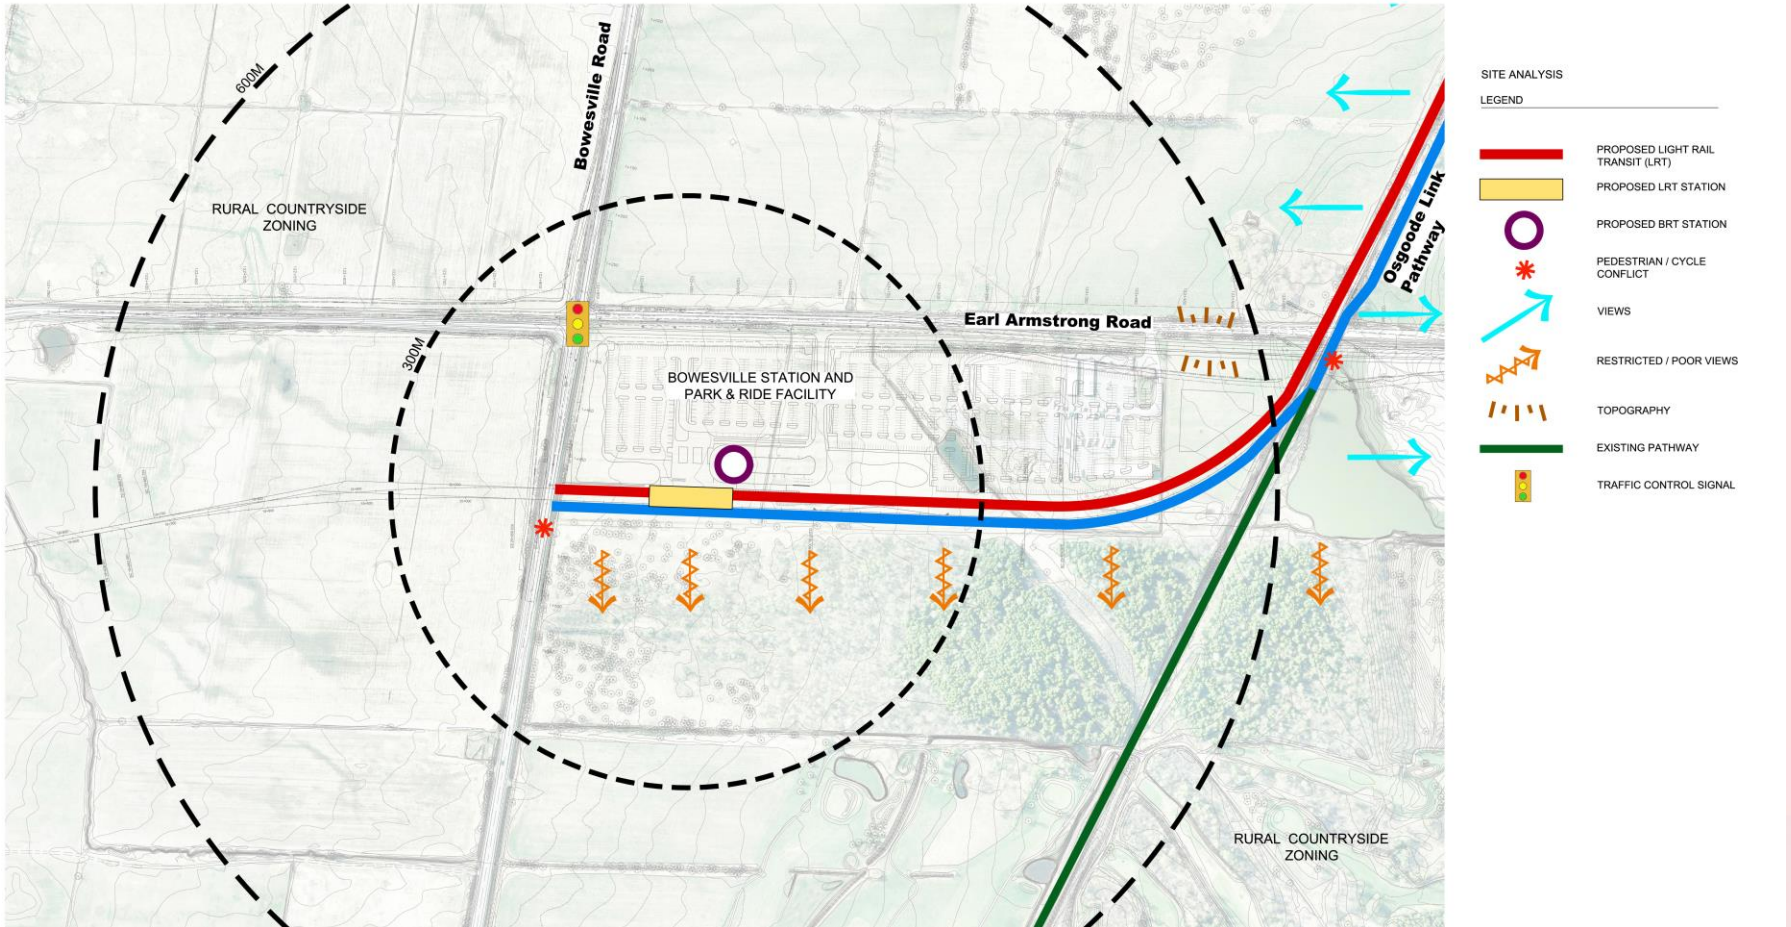 600M
Bowesville Road
RURAL COUNTRYSIDE
ZONING
300M
Earl Armstrong Road
Osgoode Link
Pathway
BOWESVILLE STATION AND
PARK & RIDE FACILITY
RURAL COUNTRYSIDE
ZONING
SITE ANALYSIS
LEGEND
PROPOSED LIGHT RAIL
TRANSIT (LRT)
PROPOSED LRT STATION
PROPOSED BRT STATION
PEDESTRIAN / CYCLE
CONFLICT
VIEWS
RESTRICTED / POOR VIEWS
TOPOGRAPHY
EXISTING PATHWAY
TRAFFIC CONTROL SIGNAL